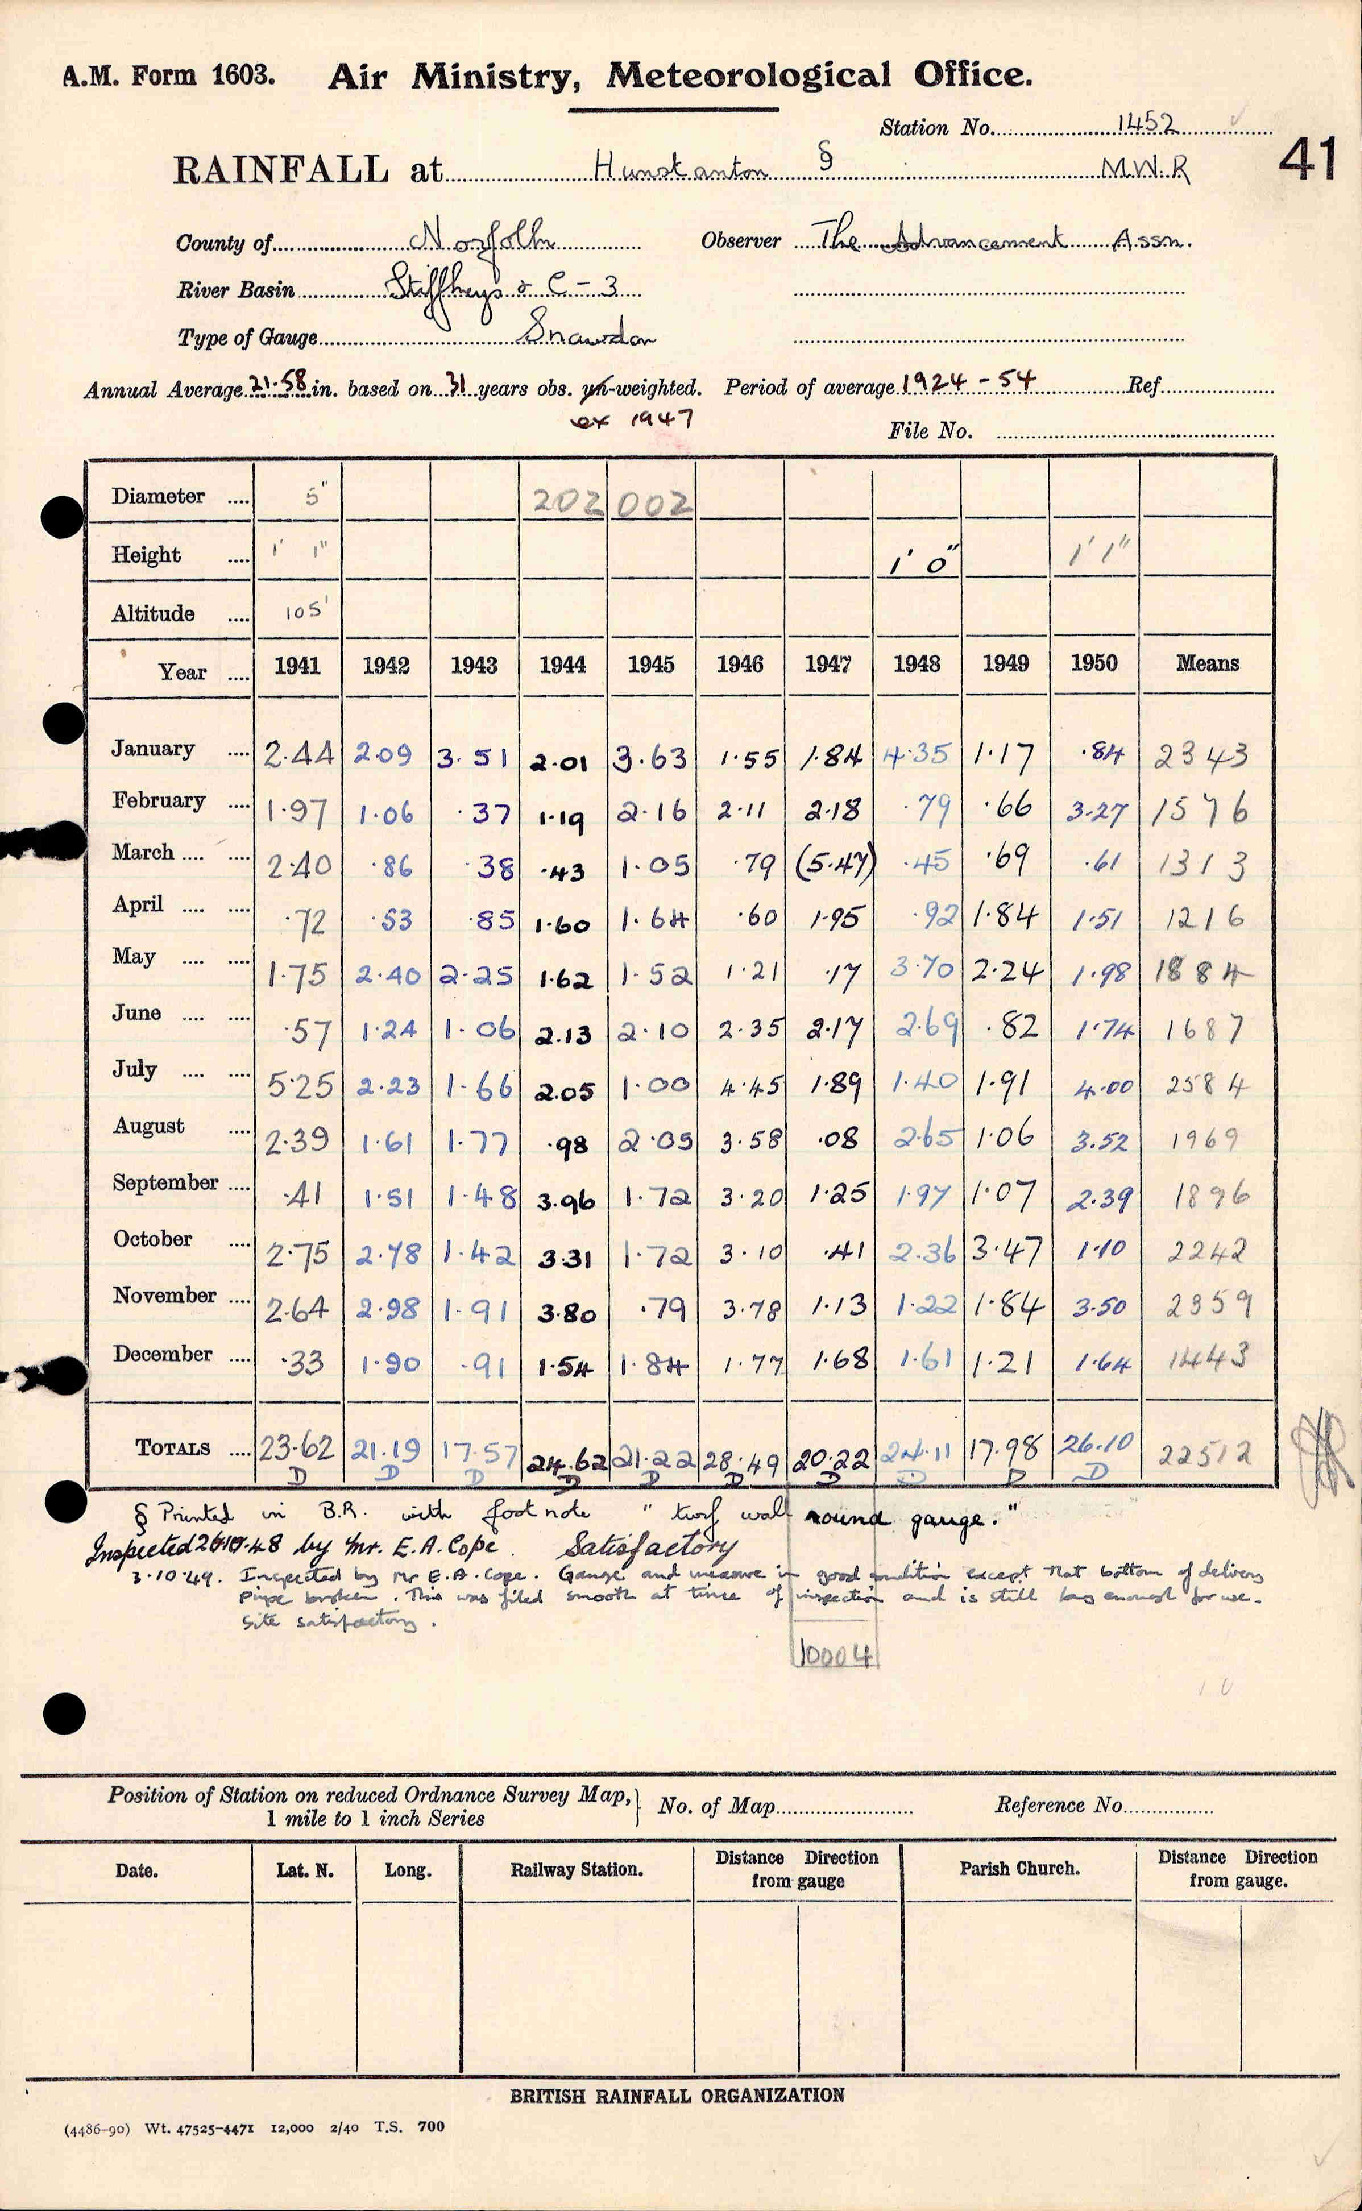 A.M. Form 1603. Air Ministry, Meteorological Office.
Station No. 1452
41
RAINFALL at Hunstanton § M.W.R
County of Norfolk Observer The Advancement Assn.
River Basin Stiffkeys & C-3
Type of Gauge Snowdon
Annual Average 21.58 in. based on 31 years obs. un-weighted. Period of average 1924-54 Ref
ex 1947
File No.
Diameter .... 5" 202 002
Height .... 1' 1" 1' 0" 1' 1"
Altitude .... 105'
Year .... 1941 1942 1943 1944 1945 1946 1947 1948 1949 1950 Means
January .... 2.44 2.09 3.51 2.01 3.63 1.55 1.84 4.35 1.17 .84 2343
February .... 1.97 1.06 .37 1.19 2.16 2.11 2.18 .79 .66 3.27 1576
March .... .... 2.40 .86 .38 .43 1.05 .79 (5.47) .45 .69 .61 1313
April .... .... .72 .53 .85 1.60 1.64 .60 1.95 .92 1.84 1.51 1216
May .... .... 1.75 2.40 2.25 1.62 1.52 1.21 .17 3.70 2.24 1.98 1884
June .... .... .57 1.24 1.06 2.13 2.10 2.35 2.17 2.69 .82 1.74 1687
July .... .... 5.25 2.23 1.66 2.05 1.00 4.45 1.89 1.40 1.91 4.00 2584
August .... 2.39 1.61 1.77 .98 2.05 3.58 .08 2.65 1.06 3.52 1969
September .... .41 1.51 1.48 3.96 1.72 3.20 1.25 1.97 1.07 2.39 1896
October .... 2.75 2.78 1.42 3.31 1.72 3.10 .41 2.36 3.47 1.10 2242
November .... 2.64 2.98 1.91 3.80 .79 3.78 1.13 1.22 1.84 3.50 2359
December .... .33 1.90 .91 1.54 1.84 1.77 1.68 1.61 1.21 1.64 1443
TOTALS .... 23.62 21.19 17.57 24.62 21.22 28.49 20.22 24.11 17.98 26.10 22512
D D D D D D D D D D
§ Printed in B.R. with footnote "turf wall round gauge."
Inspected 26.10.48 by Mr. E.A. Cope Satisfactory
3.10.49. Inspected by Mr E.A. Cope. Gauge and measure in good condition except that bottom of delivery
pipe broken. This was filed smooth at time of inspection and is still long enough for use.
Site satisfactory.
10004
Position of Station on reduced Ordnance Survey Map, No. of Map Reference No
1 mile to 1 inch Series
Date. Lat. N. Long. Railway Station. Distance Direction from gauge Parish Church. Distance Direction from gauge.
BRITISH RAINFALL ORGANIZATION
(4486-90) Wt. 47525-4471 12,000 2/40 T.S. 700